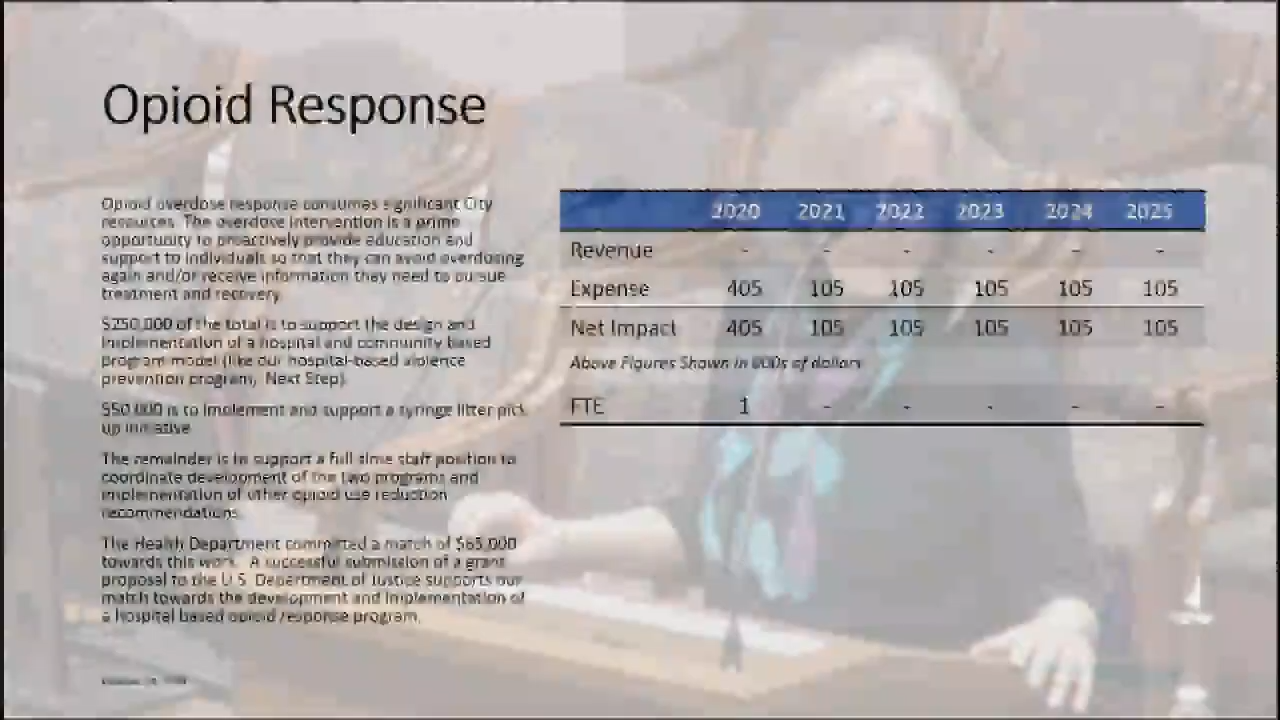 Opioid Response
Opioid overdose response consumes significant City
resources. The overdose intervention is a prime
opportunity to proactively provide education and
support to individuals so that they can avoid overdosing
again and/or receive information they need to pursue
treatment and recovery.
$250,000 of the total is to support the design and
implementation of a hospital and community based
program model (like our hospital-based violence
prevention program, Next Step).
$50,000 is to implement and support a syringe litter pick
up initiative.
The remainder is to support a full time staff position to
coordinate development of the two programs and
implementation of other opioid use reduction
recommendations.
The Health Department committed a match of $65,000
towards this work. A successful submission of a grant
proposal to the U.S. Department of Justice supports our
match towards the development and implementation of
a hospital based opioid response program.
2020 2021 2022 2023 2024 2025
Revenue - - - - - -
Expense 405 105 105 105 105 105
Net Impact 405 105 105 105 105 105
Above Figures Shown in 000s of dollars
FTE 1 - - - - -